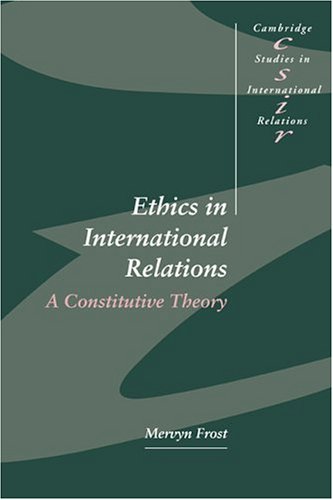 Cambridge
c
Studies in
s
International
i
Relations
r
Ethics in
International
Relations
A Constitutive Theory
Mervyn Frost